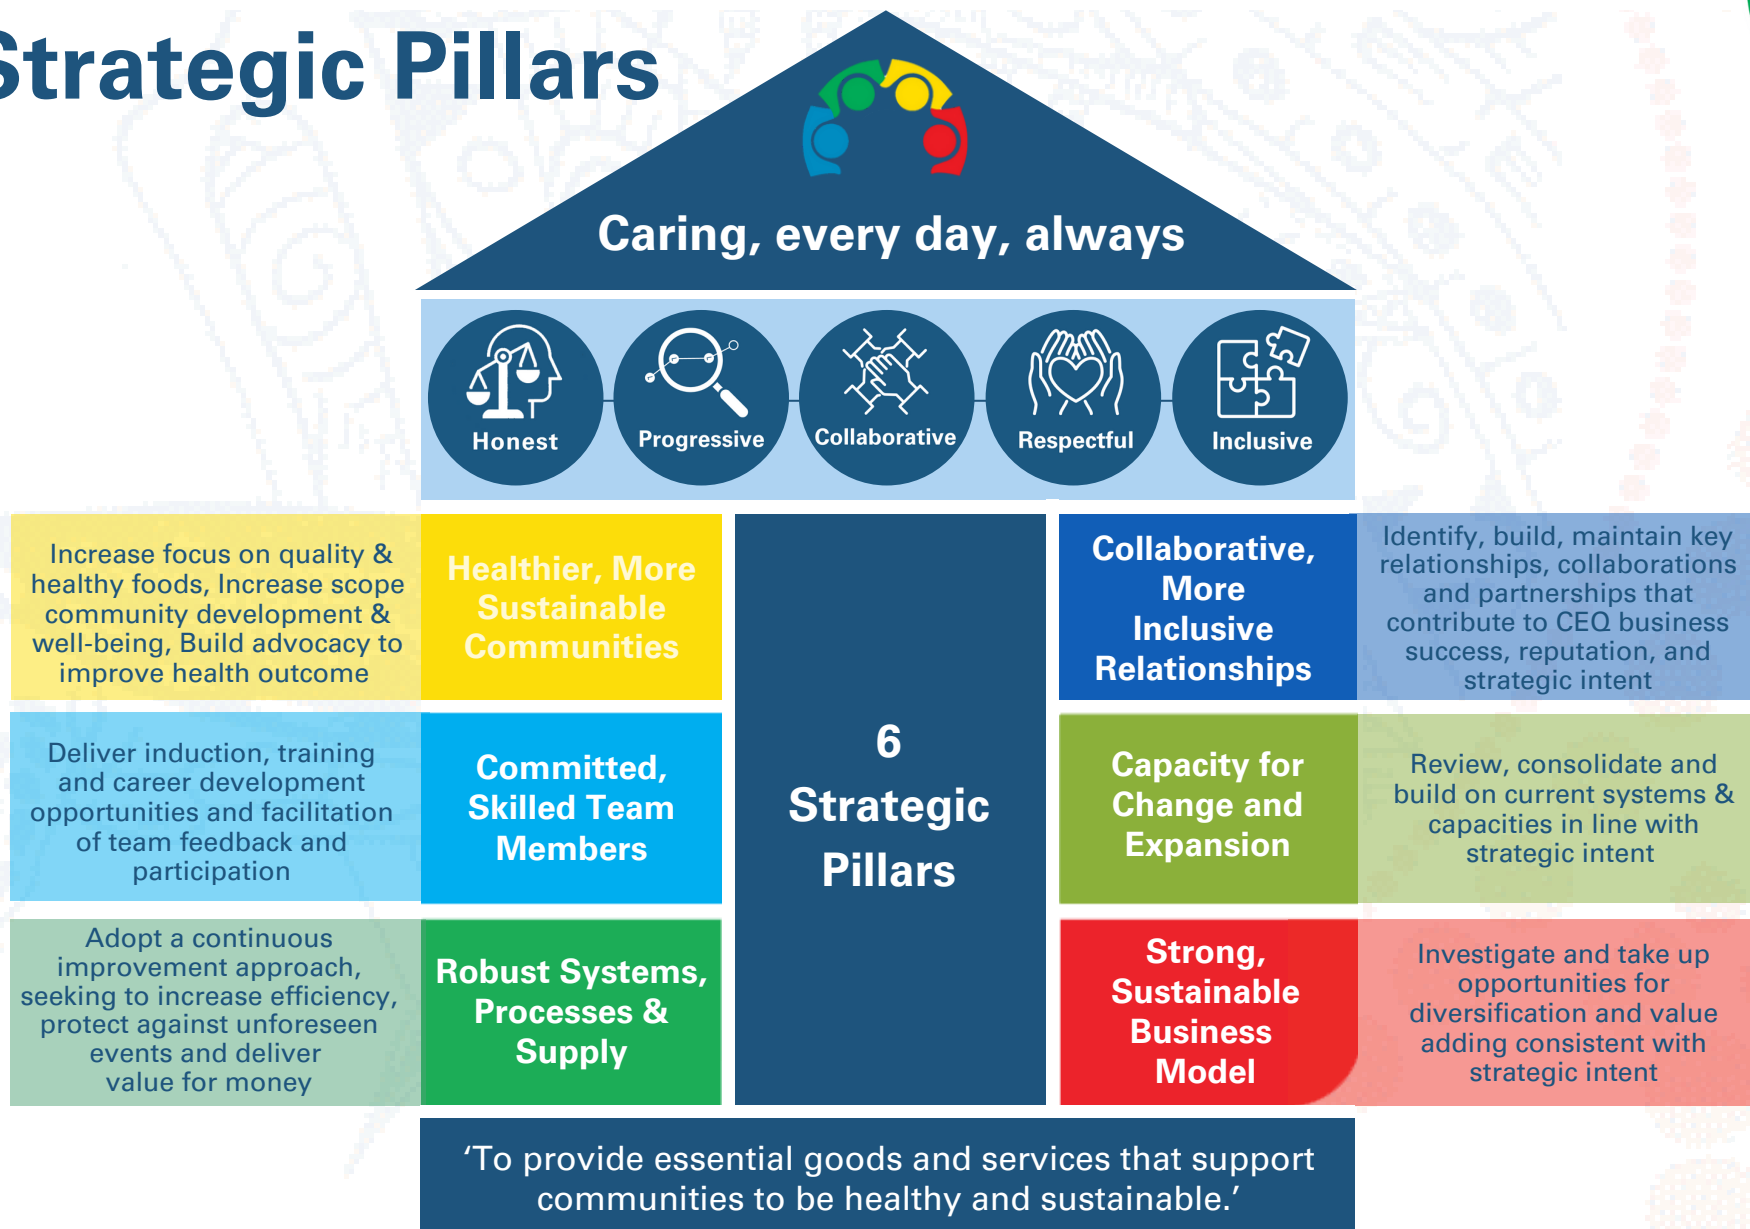 Strategic Pillars
Caring, every day, always
Honest
Progressive
Collaborative
Respectful
Inclusive
Increase focus on quality &
healthy foods, Increase scope
community development &
well-being, Build advocacy to
improve health outcome
Healthier, More
Sustainable
Communities
Deliver induction, training
and career development
opportunities and facilitation
of team feedback and
participation
Committed,
Skilled Team
Members
Adopt a continuous
improvement approach,
seeking to increase efficiency,
protect against unforeseen
events and deliver
value for money
Robust Systems,
Processes &
Supply
6
Strategic
Pillars
Collaborative,
More
Inclusive
Relationships
Identify, build, maintain key
relationships, collaborations
and partnerships that
contribute to CEQ business
success, reputation, and
strategic intent
Capacity for
Change and
Expansion
Review, consolidate and
build on current systems &
capacities in line with
strategic intent
Strong,
Sustainable
Business
Model
Investigate and take up
opportunities for
diversification and value
adding consistent with
strategic intent
‘To provide essential goods and services that support
communities to be healthy and sustainable.’